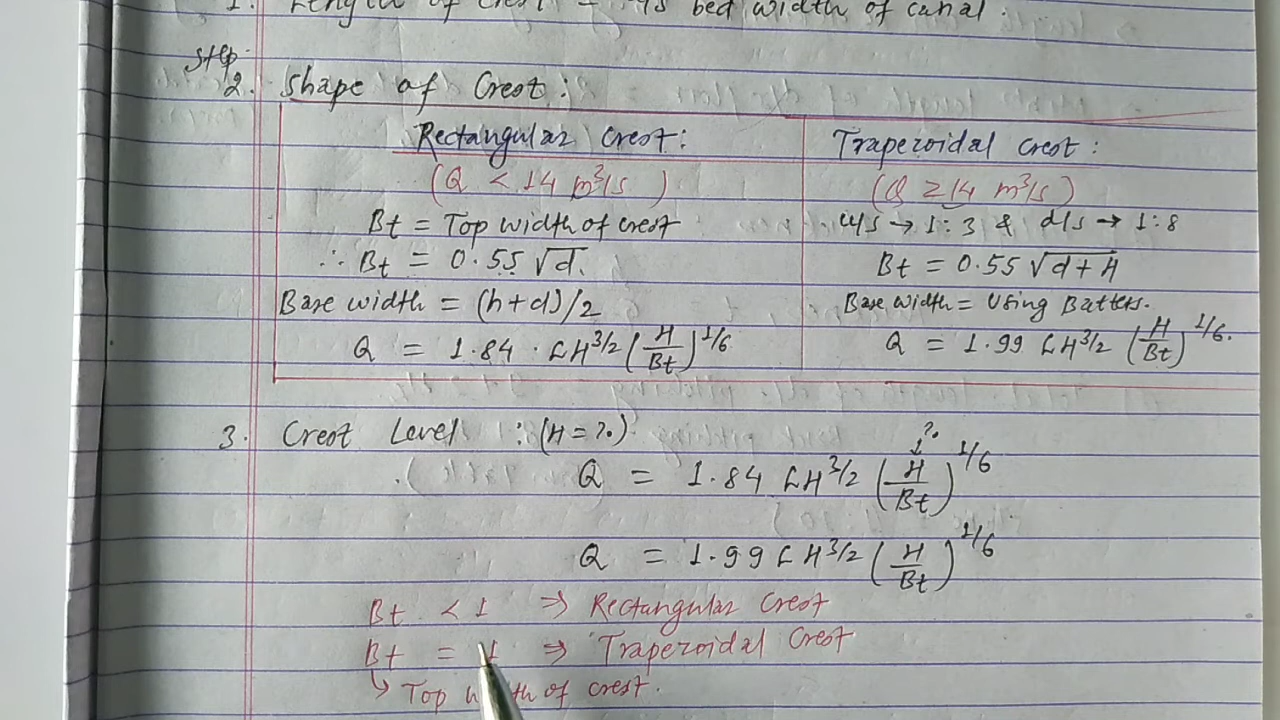 1. Length of Crest = d/s bed width of canal.
Step
2. Shape of Crest :
Rectangular Crest :
(Q < 14 m³/s )
Bt = Top width of crest
∴ Bt = 0.55 √d.
Base width = (h+d)/2
Q = 1.84 . LH^3/2 (H/Bt)^1/6
Trapezoidal Crest :
(Q ≥ 14 m³/s )
u/s → 1:3 & d/s → 1:8
Bt = 0.55 √d+H
Base width = Using Batters.
Q = 1.99 LH^3/2 (H/Bt)^1/6.
3. Crest Level : (H = ?.)
?.
↓
Q = 1.84 LH^3/2 (H/Bt)^1/6
Q = 1.99 LH^3/2 (H/Bt)^1/6
Bt < 1 ⇒ Rectangular Crest
Bt = 1 ⇒ Trapezoidal Crest
↳ Top width of crest.